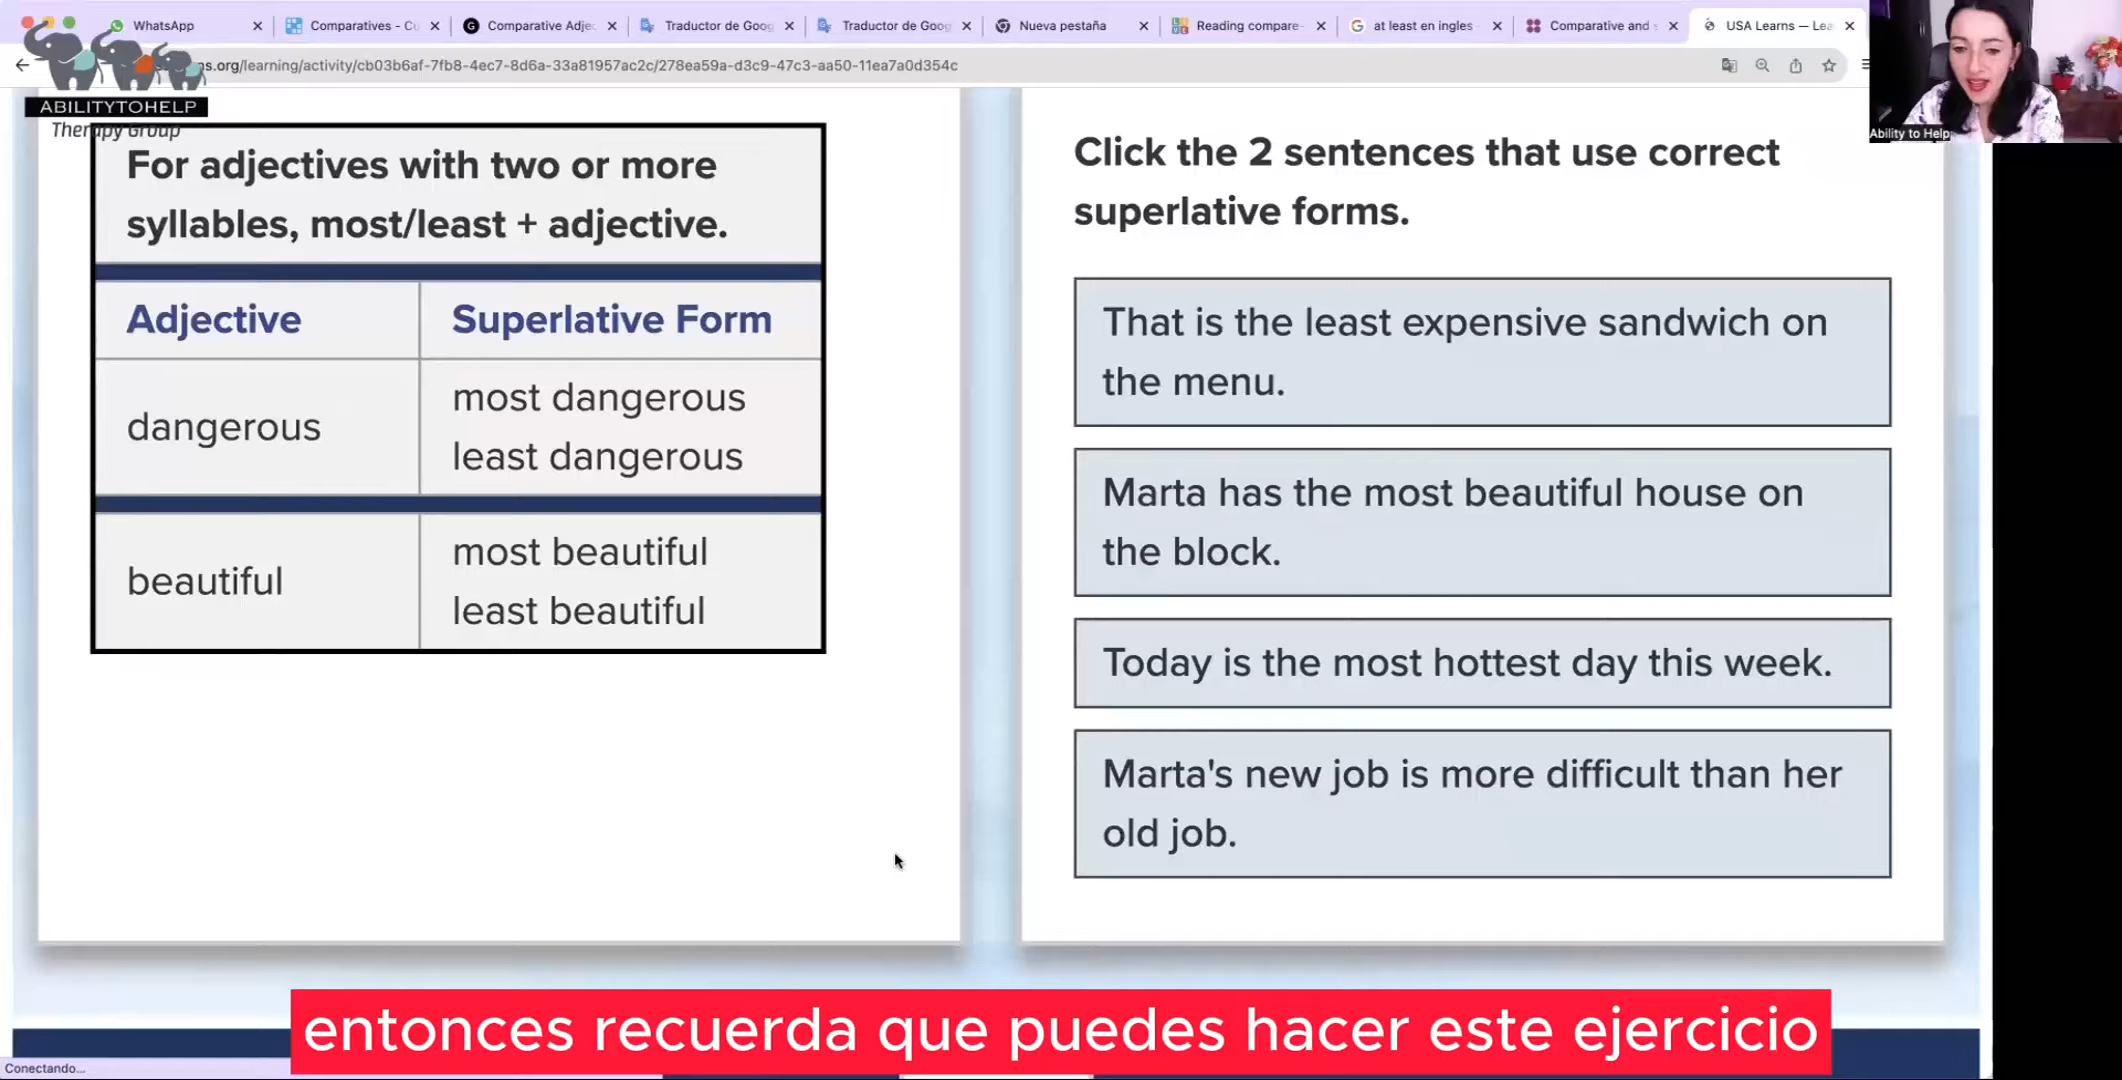 WhatsApp
Comparatives - Cu
Comparative Adjec
Traductor de Goog
Traductor de Goog
Nueva pestaña
Reading compare
at least en ingles
Comparative and s
USA Learns — Lea
ns.org/learning/activity/cb03b6af-7fb8-4ec7-8d6a-33a81957ac2c/278ea59a-d3c9-47c3-aa50-11ea7a0d354c
ABILITYTOHELP
Therapy Group
Ability to Help
For adjectives with two or more
syllables, most/least + adjective.
Adjective
Superlative Form
dangerous
most dangerous
least dangerous
beautiful
most beautiful
least beautiful
Click the 2 sentences that use correct
superlative forms.
That is the least expensive sandwich on
the menu.
Marta has the most beautiful house on
the block.
Today is the most hottest day this week.
Marta's new job is more difficult than her
old job.
entonces recuerda que puedes hacer este ejercicio
Conectando...